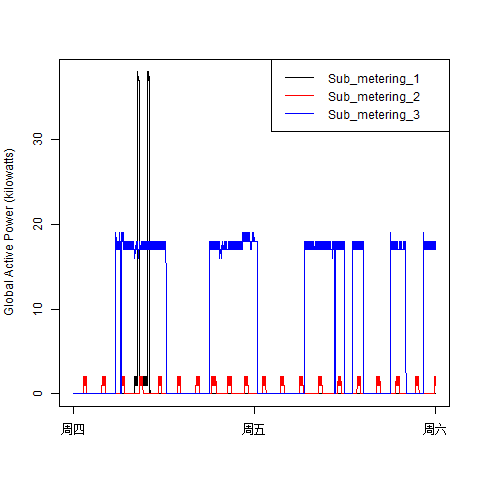 Sub_metering_1
Sub_metering_2
Sub_metering_3
Global Active Power (kilowatts)
30
20
10
0
周四
周五
周六